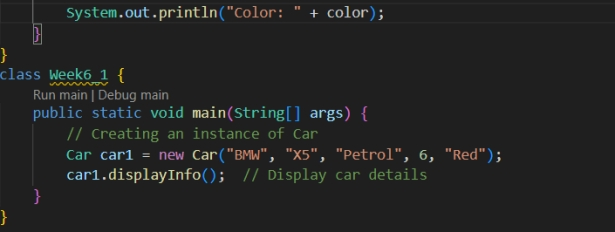 System.out.println("Color: " + color);
}
}
class Week6_1 {
Run main | Debug main
public static void main(String[] args) {
// Creating an instance of Car
Car car1 = new Car("BMW", "X5", "Petrol", 6, "Red");
car1.displayInfo();  // Display car details
}
}